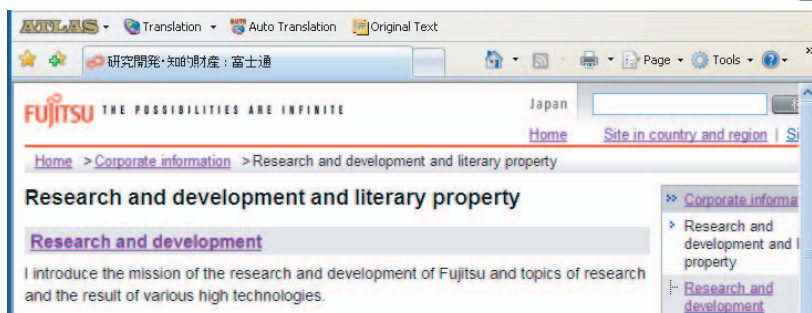 ATLAS Translation Auto Translation Original Text
研究開発・知的財産：富士通 Page Tools
FUJITSU THE POSSIBILITIES ARE INFINITE Japan
Home Site in country and region |
Home >Corporate information >Research and development and literary property
Research and development and literary property
Research and development
I introduce the mission of the research and development of Fujitsu and topics of research
and the result of various high technologies.
Corporate informa
Research and
development and l
property
Research and
development